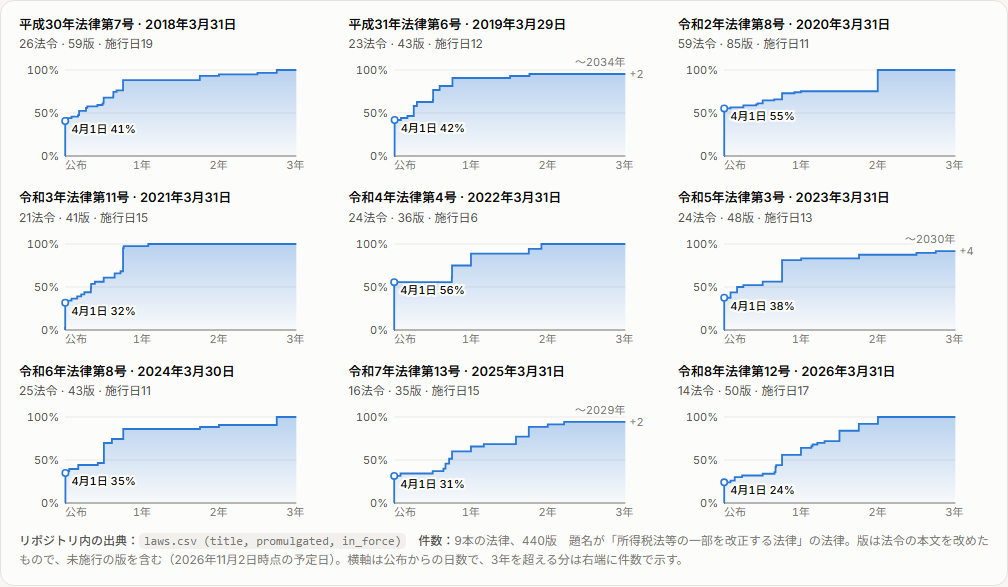 平成30年法律第7号 · 2018年3月31日
26法令 · 59版 · 施行日19
100%
50%
0%
4月1日 41%
公布
1年
2年
3年
平成31年法律第6号 · 2019年3月29日
23法令 · 43版 · 施行日12
～2034年
100%
+2
50%
0%
4月1日 42%
公布
1年
2年
3年
令和2年法律第8号 · 2020年3月31日
59法令 · 85版 · 施行日11
100%
50%
0%
4月1日 55%
公布
1年
2年
3年
令和3年法律第11号 · 2021年3月31日
21法令 · 41版 · 施行日15
100%
50%
0%
4月1日 32%
公布
1年
2年
3年
令和4年法律第4号 · 2022年3月31日
24法令 · 36版 · 施行日6
100%
50%
0%
4月1日 56%
公布
1年
2年
3年
令和5年法律第3号 · 2023年3月31日
24法令 · 48版 · 施行日13
～2030年
100%
+4
50%
0%
4月1日 38%
公布
1年
2年
3年
令和6年法律第8号 · 2024年3月30日
25法令 · 43版 · 施行日11
100%
50%
0%
4月1日 35%
公布
1年
2年
3年
令和7年法律第13号 · 2025年3月31日
16法令 · 35版 · 施行日15
～2029年
100%
+2
50%
0%
4月1日 31%
公布
1年
2年
3年
令和8年法律第12号 · 2026年3月31日
14法令 · 50版 · 施行日17
100%
50%
0%
4月1日 24%
公布
1年
2年
3年
リポジトリ内の出典： laws.csv (title, promulgated, in_force)　件数：9本の法律、440版　題名が「所得税法等の一部を改正する法律」の法律。版は法令の本文を改めた
もので、未施行の版を含む（2026年11月2日時点の予定日）。横軸は公布からの日数で、3年を超える分は右端に件数で示す。